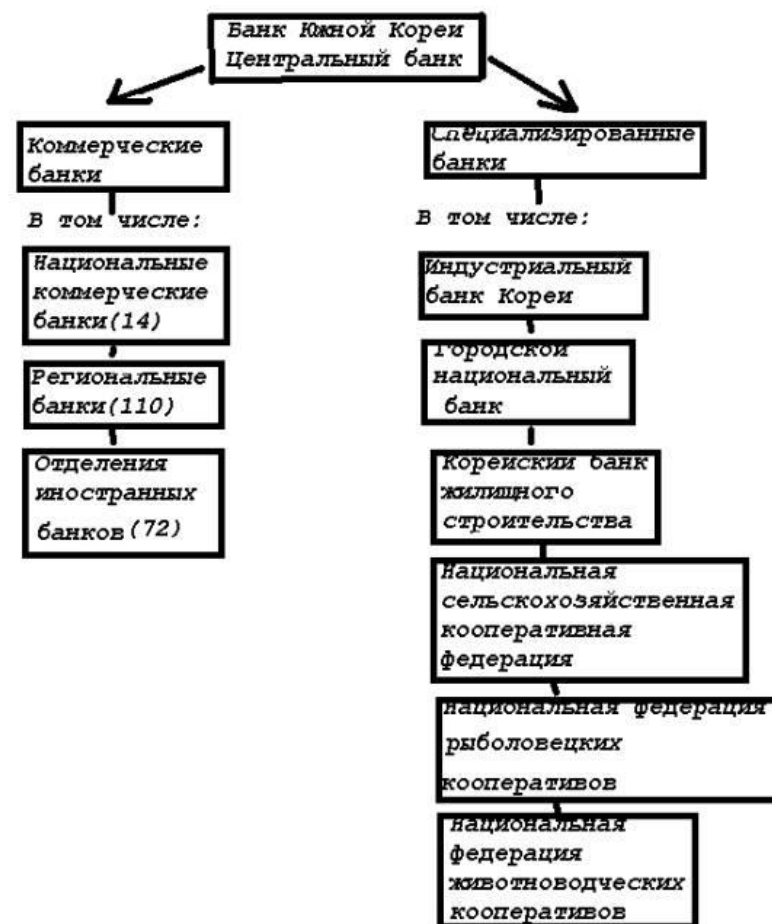 Банк Южной Кореи
Центральный банк
Коммерческие
банки
В том числе:
Национальные
коммерческие
банки(14)
Региональные
банки(110)
Отделения
иностранных
банков(72)
Специализированные
банки
В том числе:
Индустриальный
банк Кореи
Городской
национальный
банк
Корейский банк
жилищного
строительства
Национальная
сельскохозяйственная
кооперативная
федерация
Национальная федерация
рыболовецких
кооперативов
Национальная
федерация
животноводческих
кооперативов